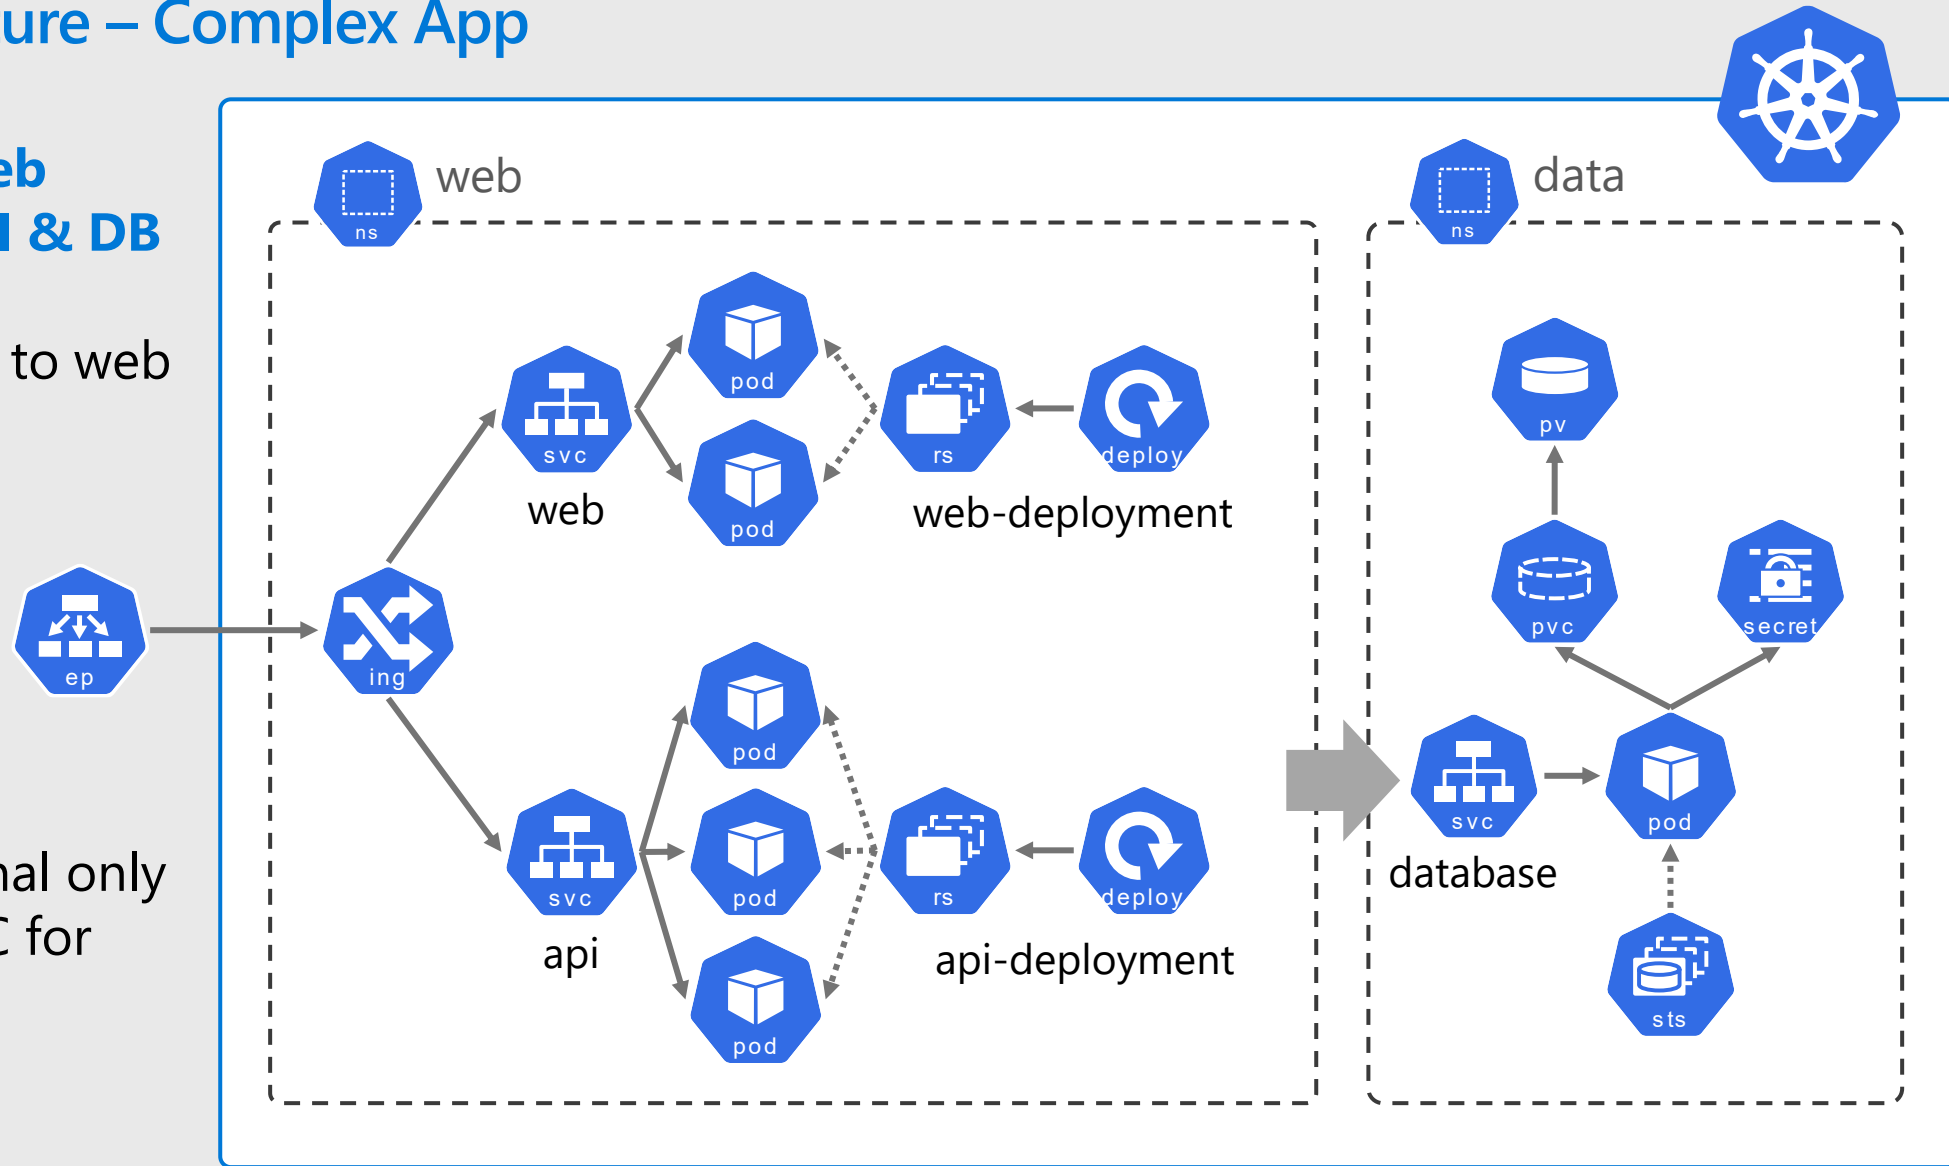 ure – Complex App
eb
I & DB
to web
nal only
C for
ep
ns
web
ing
svc
web
pod
pod
rs
deploy
web-deployment
svc
api
pod
pod
pod
rs
deploy
api-deployment
ns
data
pv
pvc
secret
svc
database
pod
sts